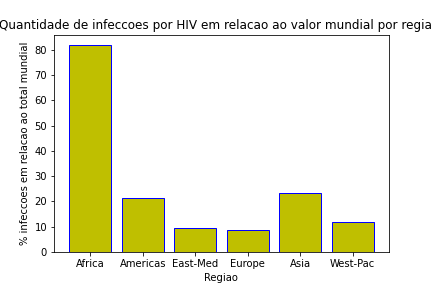 Quantidade de infeccoes por HIV em relacao ao valor mundial por regia
% infeccoes em relacao ao total mundial
80
70
60
50
40
30
20
10
0
Africa Americas East-Med Europe Asia West-Pac
Regiao